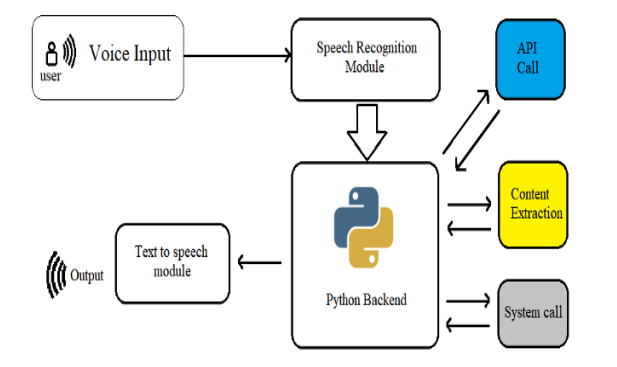 Voice Input
user
Speech Recognition
Module
API
Call
Content
Extraction
Python Backend
Text to speech
module
Output
System call